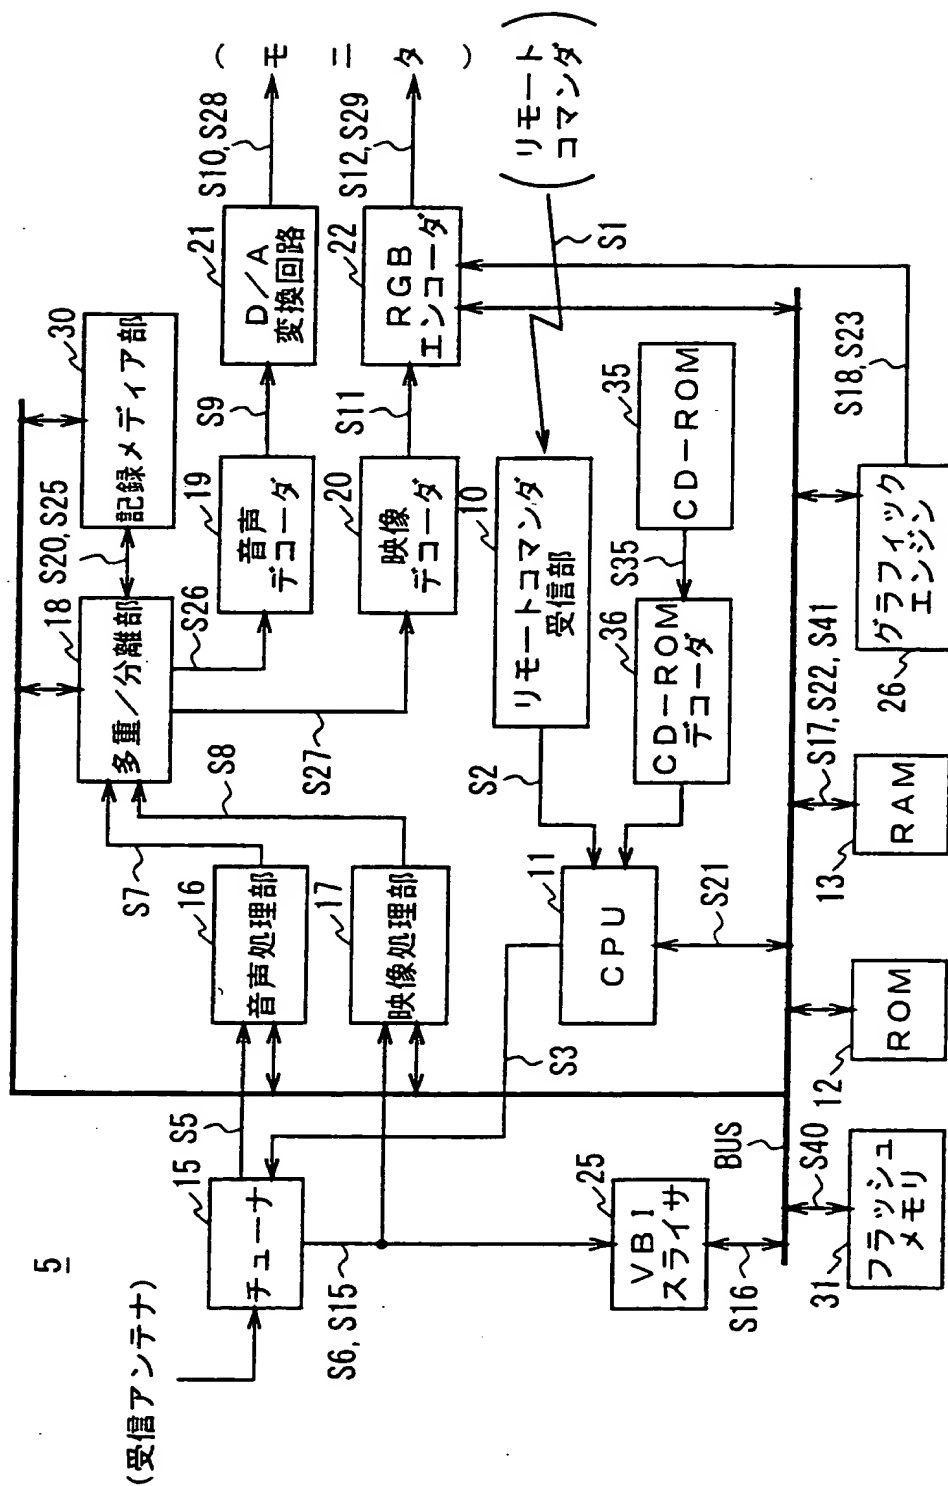 5
(受信アンテナ)
15
チューナ
S5
S6, S15
16
音声処理部
17
映像処理部
S7
S8
18
多重/分離部
S20, S25
30
記録メディア部
S26
S27
19
音声
デコーダ
20
映像
デコーダ
S9
S11
21
D/A
変換回路
22
RGB
エンコーダ
S10, S28
S12, S29
(モニタ)
(リモート
コマンダ)
S1
10
リモートコマンダ
受信部
S2
35
CD-ROM
S35
36
CD-ROM
デコーダ
11
CPU
S3
S21
25
VBI
スライサ
S16
BUS
S40
31
フラッシュ
メモリ
12
ROM
13
RAM
S17, S22, S41
26
グラフィック
エンジン
S18, S23